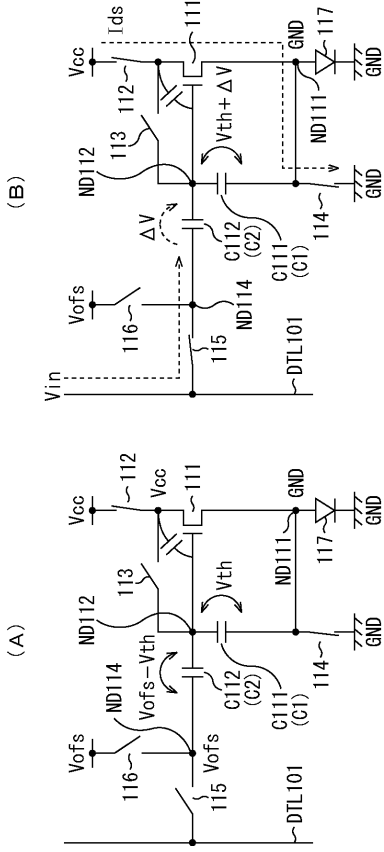 (A)
Vofs
Vcc
112
Vcc
116
ND114
ND112
113
Vofs–Vth
111
Vofs
115
C112
(C2)
Vth
C111
(C1)
ND111
GND
117
114
DTL101
GND
GND
(B)
Vin
Vofs
Vcc
Ids
112
116
ND112
113
ΔV
111
ND114
115
C112
(C2)
Vth+ΔV
C111
(C1)
GND
117
ND111
114
DTL101
GND
GND